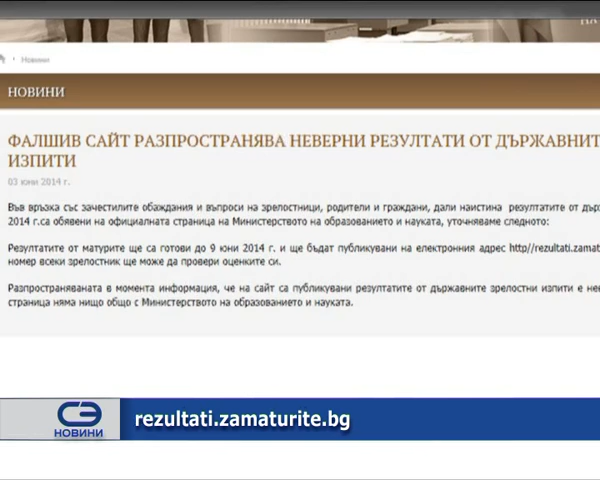 НА
Новини
НОВИНИ
ФАЛШИВ САЙТ РАЗПРОСТРАНЯВА НЕВЕРНИ РЕЗУЛТАТИ ОТ ДЪРЖАВНИТ
ИЗПИТИ
03 юни 2014 г.
Във връзка със зачестилите обаждания и въпроси на зрелостници, родители и граждани, дали наистина резултатите от дър
2014 г.са обявени на официалната страница на Министерството на образованието и науката, уточняваме следното:
Резултатите от матурите ще са готови до 9 юни 2014 г. и ще бъдат публикувани на електронния адрес http//rezultati.zamat
номер всеки зрелостник ще може да провери оценките си.
Разпространяваната в момента информация, че на сайт са публикувани резултатите от държавните зрелостни изпити е нев
страница няма нищо общо с Министерството на образованието и науката.
СЭ
НОВИНИ
rezultati.zamaturite.bg